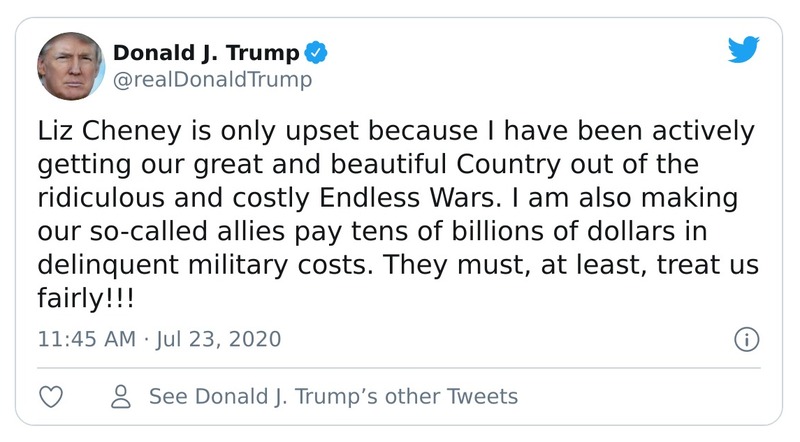 Donald J. Trump
@realDonaldTrump
Liz Cheney is only upset because I have been actively
getting our great and beautiful Country out of the
ridiculous and costly Endless Wars. I am also making
our so-called allies pay tens of billions of dollars in
delinquent military costs. They must, at least, treat us
fairly!!!
11:45 AM · Jul 23, 2020
See Donald J. Trump’s other Tweets